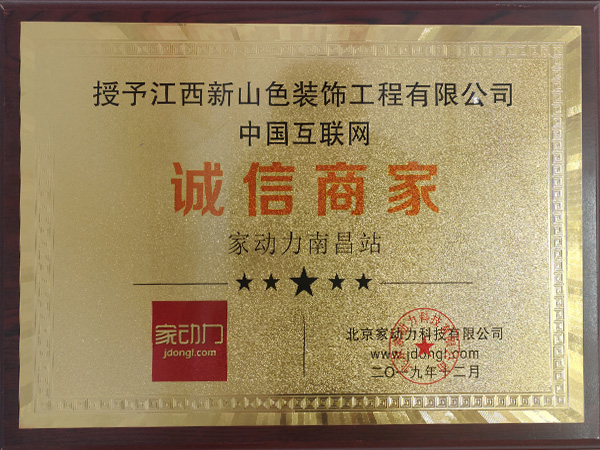 授予江西新山色装饰工程有限公司
中国互联网
诚信商家
家动力南昌站
家动力
jdongl.com
北京家动力科技有限公司
www.jdongl.com
二〇一九年十二月